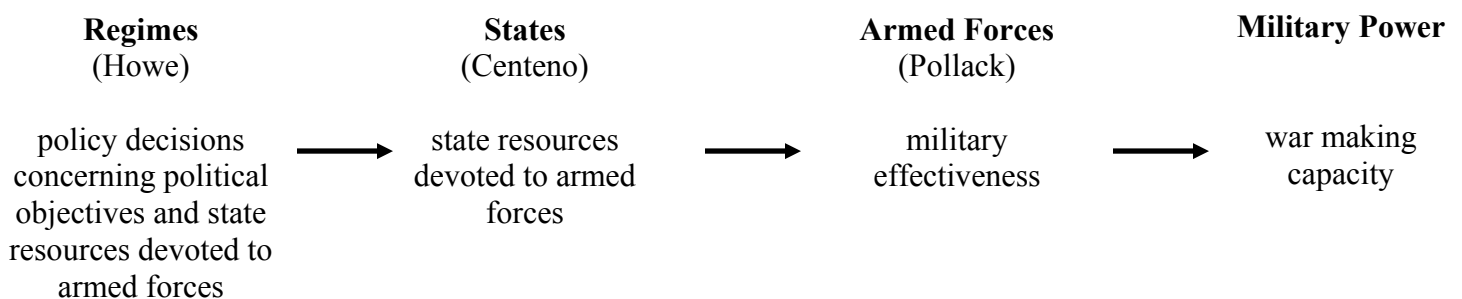 Regimes
(Howe)
policy decisions
concerning political
objectives and state
resources devoted to
armed forces
States
(Centeno)
state resources
devoted to armed
forces
Armed Forces
(Pollack)
military
effectiveness
Military Power
war making
capacity